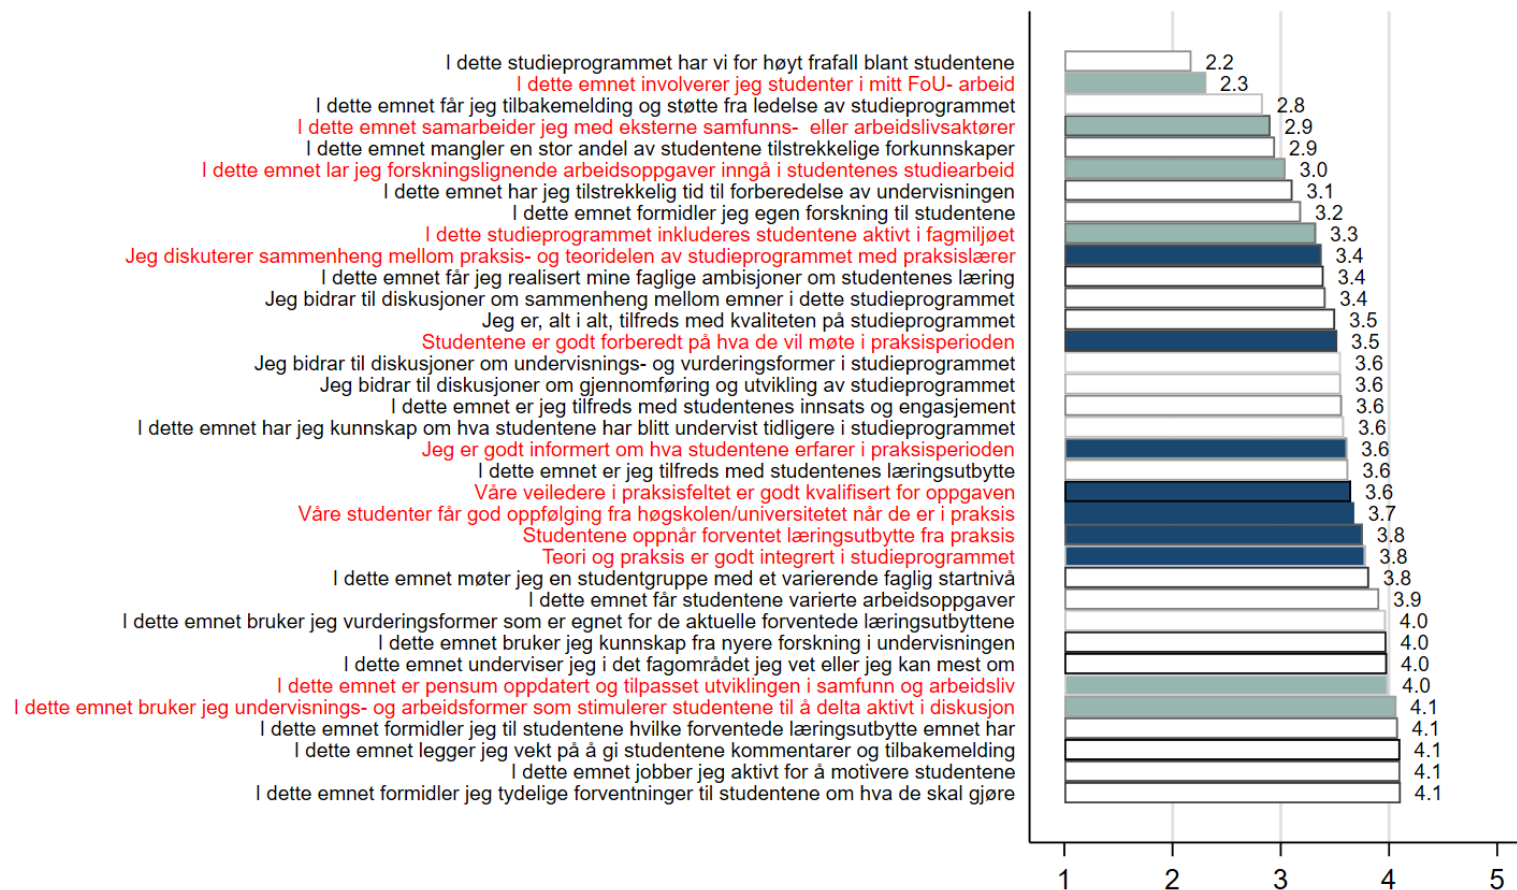 I dette studieprogrammet har vi for høyt frafall blant studentene 2.2
I dette emnet involverer jeg studenter i mitt FoU- arbeid 2.3
I dette emnet får jeg tilbakemelding og støtte fra ledelse av studieprogrammet 2.8
I dette emnet samarbeider jeg med eksterne samfunns- eller arbeidslivsaktører 2.9
I dette emnet mangler en stor andel av studentene tilstrekkelige forkunnskaper 2.9
I dette emnet lar jeg forskningslignende arbeidsoppgaver inngå i studentenes studiearbeid 3.0
I dette emnet har jeg tilstrekkelig tid til forberedelse av undervisningen 3.1
I dette emnet formidler jeg egen forskning til studentene 3.2
I dette studieprogrammet inkluderes studentene aktivt i fagmiljøet 3.3
Jeg diskuterer sammenheng mellom praksis- og teoridelen av studieprogrammet med praksislærer 3.4
I dette emnet får jeg realisert mine faglige ambisjoner om studentenes læring 3.4
Jeg bidrar til diskusjoner om sammenheng mellom emner i dette studieprogrammet 3.4
Jeg er, alt i alt, tilfreds med kvaliteten på studieprogrammet 3.5
Studentene er godt forberedt på hva de vil møte i praksisperioden 3.5
Jeg bidrar til diskusjoner om undervisnings- og vurderingsformer i studieprogrammet 3.6
Jeg bidrar til diskusjoner om gjennomføring og utvikling av studieprogrammet 3.6
I dette emnet er jeg tilfreds med studentenes innsats og engasjement 3.6
I dette emnet har jeg kunnskap om hva studentene har blitt undervist tidligere i studieprogrammet 3.6
Jeg er godt informert om hva studentene erfarer i praksisperioden 3.6
I dette emnet er jeg tilfreds med studentenes læringsutbytte 3.6
Våre veiledere i praksisfeltet er godt kvalifisert for oppgaven 3.6
Våre studenter får god oppfølging fra høgskolen/universitetet når de er i praksis 3.7
Studentene oppnår forventet læringsutbytte fra praksis 3.8
Teori og praksis er godt integrert i studieprogrammet 3.8
I dette emnet møter jeg en studentgruppe med et varierende faglig startnivå 3.8
I dette emnet får studentene varierte arbeidsoppgaver 3.9
I dette emnet bruker jeg vurderingsformer som er egnet for de aktuelle forventede læringsutbyttene 4.0
I dette emnet bruker jeg kunnskap fra nyere forskning i undervisningen 4.0
I dette emnet underviser jeg i det fagområdet jeg vet eller jeg kan mest om 4.0
I dette emnet er pensum oppdatert og tilpasset utviklingen i samfunn og arbeidsliv 4.0
I dette emnet bruker jeg undervisnings- og arbeidsformer som stimulerer studentene til å delta aktivt i diskusjon 4.1
I dette emnet formidler jeg til studentene hvilke forventede læringsutbytte emnet har 4.1
I dette emnet legger jeg vekt på å gi studentene kommentarer og tilbakemelding 4.1
I dette emnet jobber jeg aktivt for å motivere studentene 4.1
I dette emnet formidler jeg tydelige forventninger til studentene om hva de skal gjøre 4.1
1 2 3 4 5